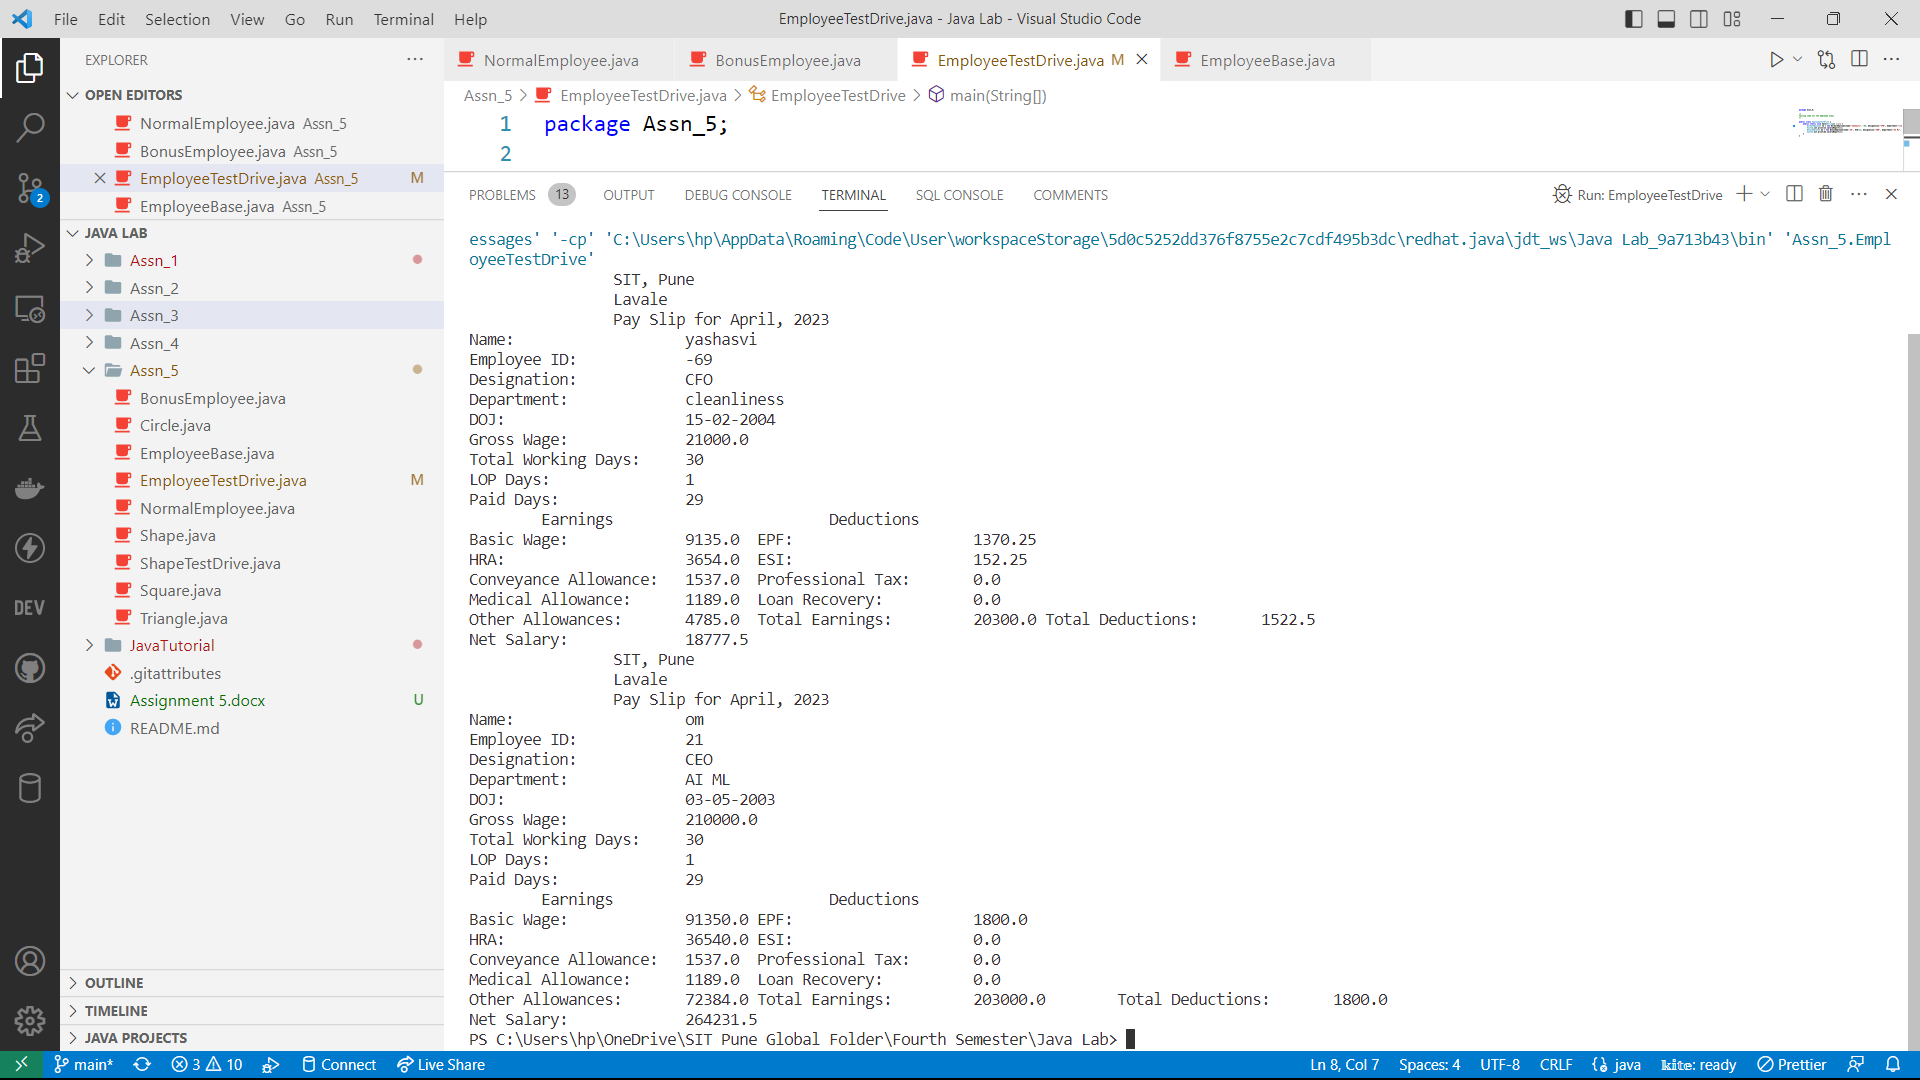 File Edit Selection View Go Run Terminal Help
EmployeeTestDrive.java - Java Lab - Visual Studio Code
EXPLORER
OPEN EDITORS
NormalEmployee.java Assn_5
BonusEmployee.java Assn_5
EmployeeTestDrive.java Assn_5 M
EmployeeBase.java Assn_5
JAVA LAB
Assn_1
Assn_2
Assn_3
Assn_4
Assn_5
BonusEmployee.java
Circle.java
EmployeeBase.java
EmployeeTestDrive.java M
NormalEmployee.java
Shape.java
ShapeTestDrive.java
Square.java
Triangle.java
JavaTutorial
.gitattributes
Assignment 5.docx U
README.md
OUTLINE
TIMELINE
JAVA PROJECTS
2
DEV
NormalEmployee.java BonusEmployee.java EmployeeTestDrive.java M EmployeeBase.java
Assn_5 > EmployeeTestDrive.java > EmployeeTestDrive > main(String[])
1 package Assn_5;
2
PROBLEMS 13 OUTPUT DEBUG CONSOLE TERMINAL SQL CONSOLE COMMENTS Run: EmployeeTestDrive
essages' '-cp' 'C:\Users\hp\AppData\Roaming\Code\User\workspaceStorage\5d0c5252dd376f8755e2c7cdf495b3dc\redhat.java\jdt_ws\Java Lab_9a713b43\bin' 'Assn_5.Empl
oyeeTestDrive'
SIT, Pune
Lavale
Pay Slip for April, 2023
Name: yashasvi
Employee ID: -69
Designation: CFO
Department: cleanliness
DOJ: 15-02-2004
Gross Wage: 21000.0
Total Working Days: 30
LOP Days: 1
Paid Days: 29
Earnings Deductions
Basic Wage: 9135.0 EPF: 1370.25
HRA: 3654.0 ESI: 152.25
Conveyance Allowance: 1537.0 Professional Tax: 0.0
Medical Allowance: 1189.0 Loan Recovery: 0.0
Other Allowances: 4785.0 Total Earnings: 20300.0 Total Deductions: 1522.5
Net Salary: 18777.5
SIT, Pune
Lavale
Pay Slip for April, 2023
Name: om
Employee ID: 21
Designation: CEO
Department: AI ML
DOJ: 03-05-2003
Gross Wage: 210000.0
Total Working Days: 30
LOP Days: 1
Paid Days: 29
Earnings Deductions
Basic Wage: 91350.0 EPF: 1800.0
HRA: 36540.0 ESI: 0.0
Conveyance Allowance: 1537.0 Professional Tax: 0.0
Medical Allowance: 1189.0 Loan Recovery: 0.0
Other Allowances: 72384.0 Total Earnings: 203000.0 Total Deductions: 1800.0
Net Salary: 264231.5
PS C:\Users\hp\OneDrive\SIT Pune Global Folder\Fourth Semester\Java Lab>
main* 3 10 Connect Live Share Ln 8, Col 7 Spaces: 4 UTF-8 CRLF java kite: ready Prettier